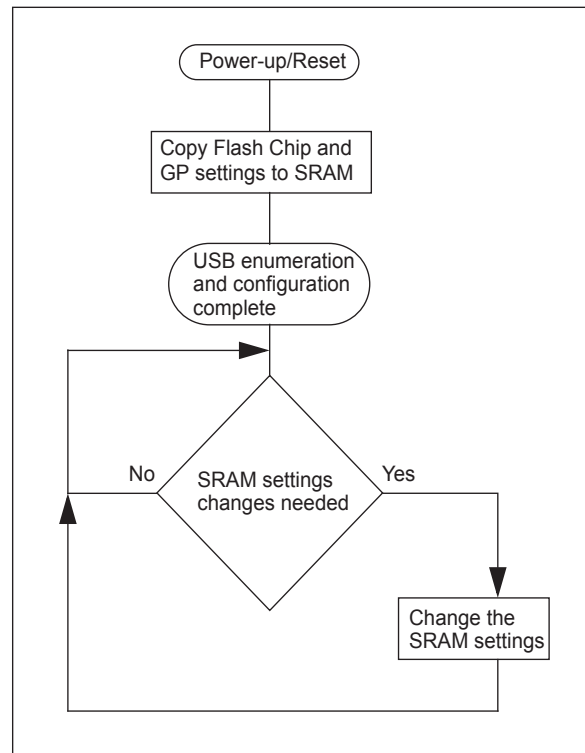 Power-up/Reset
Copy Flash Chip and
GP settings to SRAM
USB enumeration
and configuration
complete
No
SRAM settings
changes needed
Yes
Change the
SRAM settings